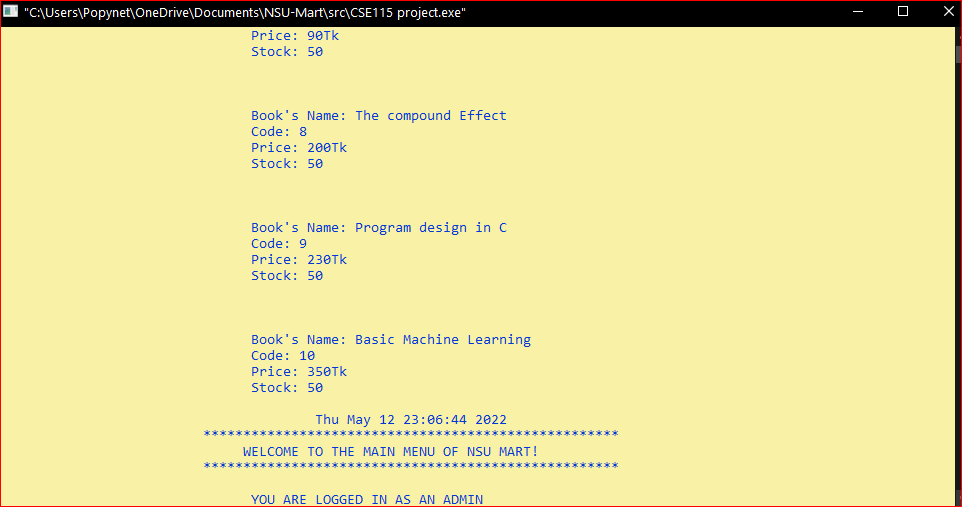 "C:\Users\Popynet\OneDrive\Documents\NSU-Mart\src\CSE115 project.exe"
Price: 90Tk
Stock: 50
Book's Name: The compound Effect
Code: 8
Price: 200Tk
Stock: 50
Book's Name: Program design in C
Code: 9
Price: 230Tk
Stock: 50
Book's Name: Basic Machine Learning
Code: 10
Price: 350Tk
Stock: 50
Thu May 12 23:06:44 2022
****************************************************
WELCOME TO THE MAIN MENU OF NSU MART!
****************************************************
YOU ARE LOGGED IN AS AN ADMIN